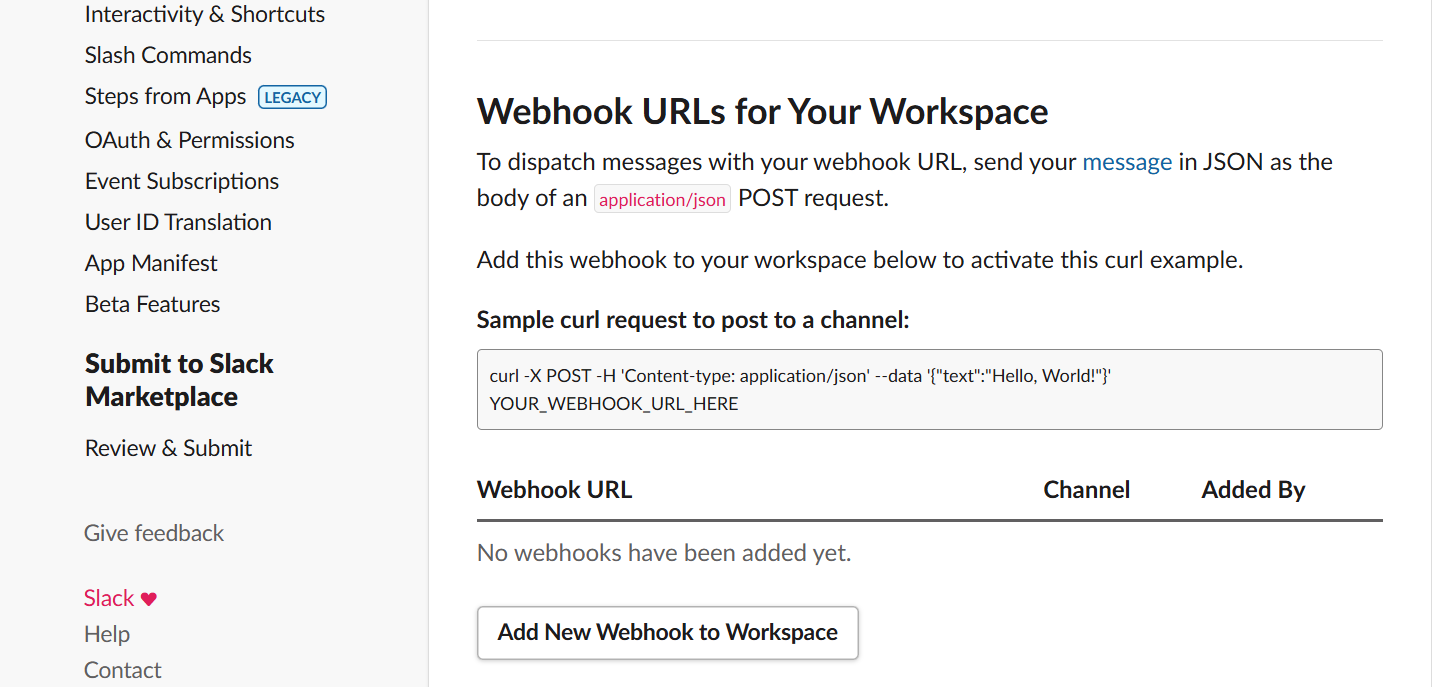 Interactivity & Shortcuts
Slash Commands
Steps from Apps LEGACY
OAuth & Permissions
Event Subscriptions
User ID Translation
App Manifest
Beta Features
Submit to Slack
Marketplace
Review & Submit
Give feedback
Slack ♥
Help
Contact
Webhook URLs for Your Workspace
To dispatch messages with your webhook URL, send your message in JSON as the
body of an application/json POST request.
Add this webhook to your workspace below to activate this curl example.
Sample curl request to post to a channel:
curl -X POST -H 'Content-type: application/json' --data '{"text":"Hello, World!"}'
YOUR_WEBHOOK_URL_HERE
Webhook URL Channel Added By
No webhooks have been added yet.
Add New Webhook to Workspace